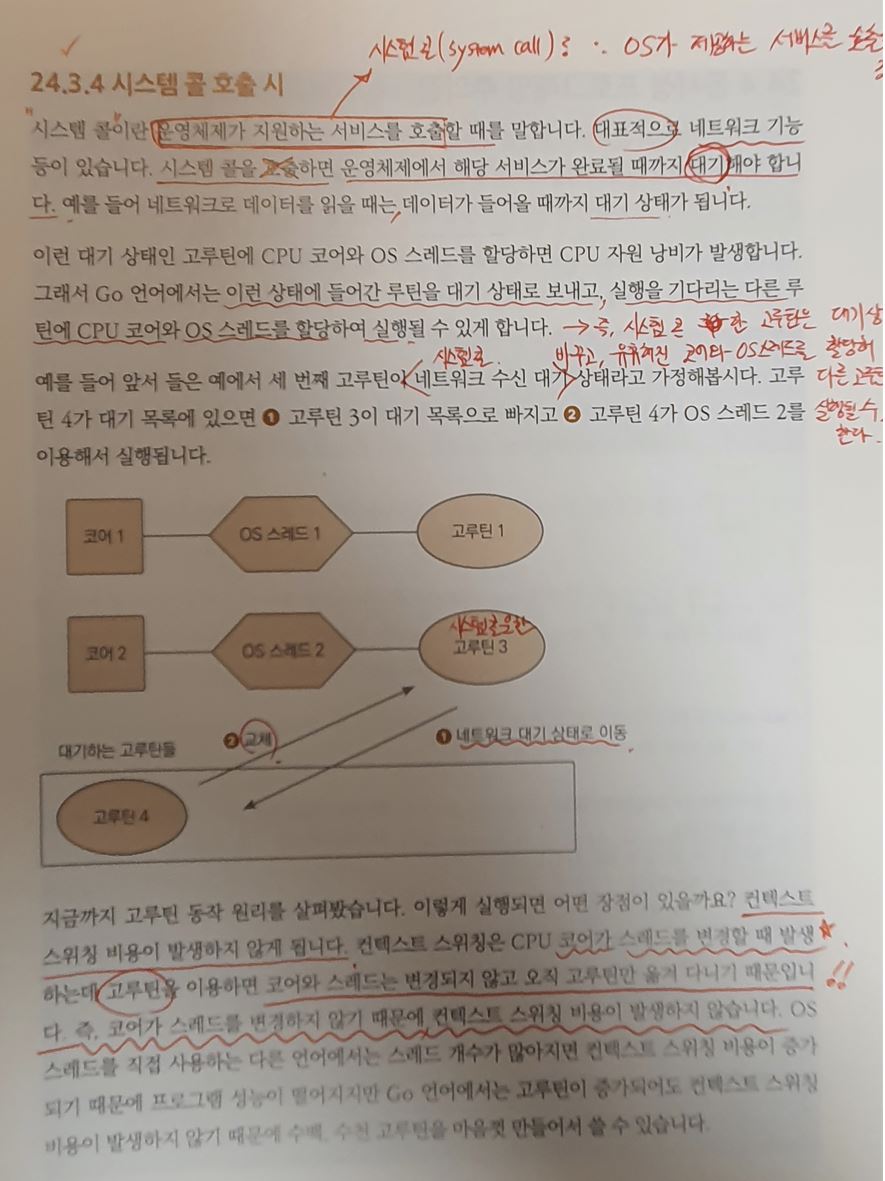 시스템 콜(system call) : OS가 제공하는 서비스를 호출
24.3.4 시스템 콜 호출 시
시스템 콜이란 운영체제가 지원하는 서비스를 호출할 때를 말합니다. 대표적으로 네트워크 기능
등이 있습니다. 시스템 콜을 호출하면 운영체제에서 해당 서비스가 완료될 때까지 대기해야 합니
다. 예를 들어 네트워크로 데이터를 읽을 때는 데이터가 들어올 때까지 대기 상태가 됩니다.
이런 대기 상태인 고루틴에 CPU 코어와 OS 스레드를 할당하면 CPU 자원 낭비가 발생합니다.
그래서 Go 언어에서는 이런 상태에 들어간 루틴을 대기 상태로 보내고, 실행을 기다리는 다른 루
틴에 CPU 코어와 OS 스레드를 할당하여 실행될 수 있게 합니다. → 즉, 시스템 콜 한 고루틴은 대기상
시스템콜. 바꾸고, 코어와 OS스레드를 할당해
예를 들어 앞서 들은 예에서 세 번째 고루틴이 네트워크 수신 대기 상태라고 가정해봅시다. 고루 다른 고루틴
틴 4가 대기 목록에 있으면 ❶ 고루틴 3이 대기 목록으로 빠지고 ❷ 고루틴 4가 OS 스레드 2를 실행될 수
한다.
이용해서 실행됩니다.
코어 1 OS 스레드 1 고루틴 1
시스템콜
코어 2 OS 스레드 2 고루틴 3
❷ 교체 ❶ 네트워크 대기 상태로 이동
대기하는 고루틴들
고루틴 4
지금까지 고루틴 동작 원리를 살펴봤습니다. 이렇게 실행되면 어떤 장점이 있을까요? 컨텍스트
스위칭 비용이 발생하지 않게 됩니다. 컨텍스트 스위칭은 CPU 코어가 스레드를 변경할 때 발생
하는데 고루틴을 이용하면 코어와 스레드는 변경되지 않고 오직 고루틴만 옮겨 다니기 때문입니 !!
다. 즉, 코어가 스레드를 변경하지 않기 때문에 컨텍스트 스위칭 비용이 발생하지 않습니다. OS
스레드를 직접 사용하는 다른 언어에서는 스레드 개수가 많아지면 컨텍스트 스위칭 비용이 증가
되기 때문에 프로그램 성능이 떨어지지만 Go 언어에서는 고루틴이 증가되어도 컨텍스트 스위칭
비용이 발생하지 않기 때문에 수백, 수천 고루틴을 마음껏 만들어서 쓸 수 있습니다.